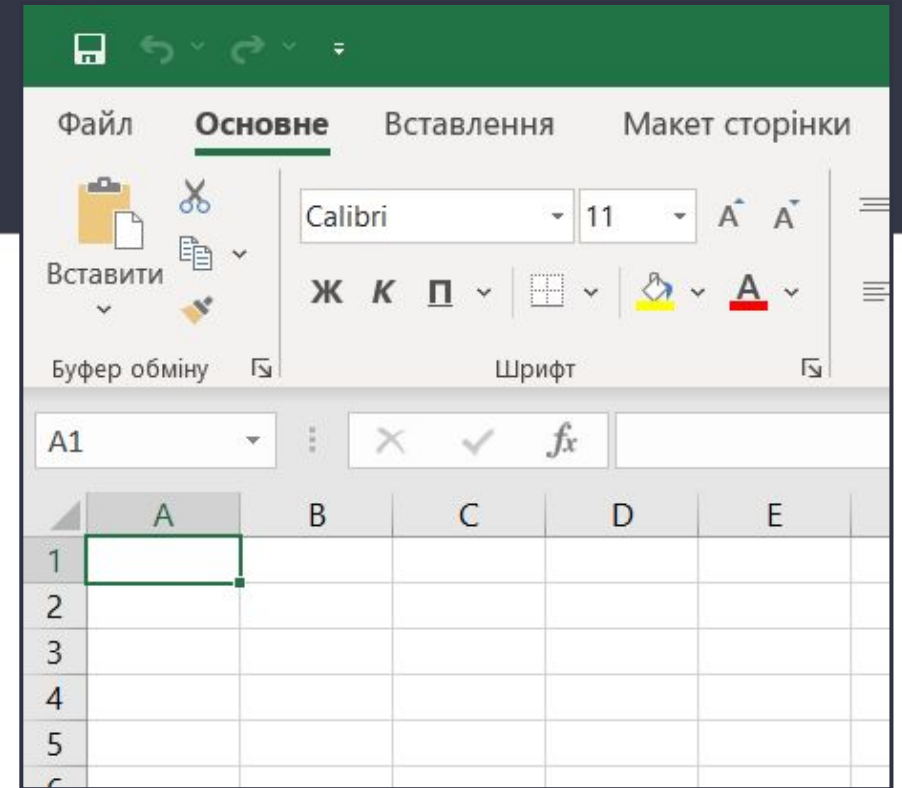 Файл Основне Вставлення Макет сторінки
Calibri 11 A A
Вставити
Ж К П A
Буфер обміну Шрифт
A1 fx
A B C D E
1
2
3
4
5